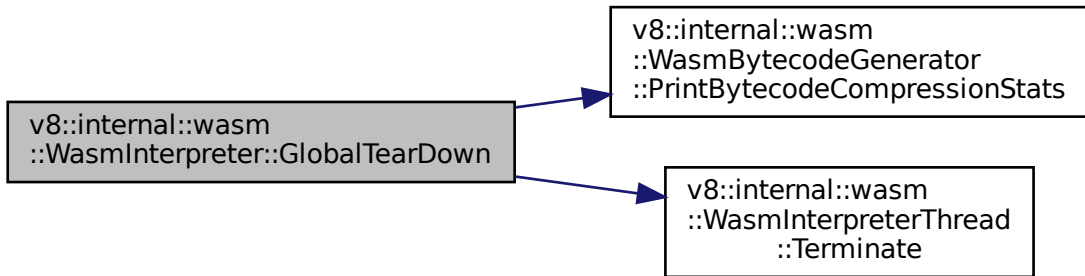 v8::internal::wasm
::WasmInterpreter::GlobalTearDown
v8::internal::wasm
::WasmBytecodeGenerator
::PrintBytecodeCompressionStats
v8::internal::wasm
::WasmInterpreterThread
::Terminate